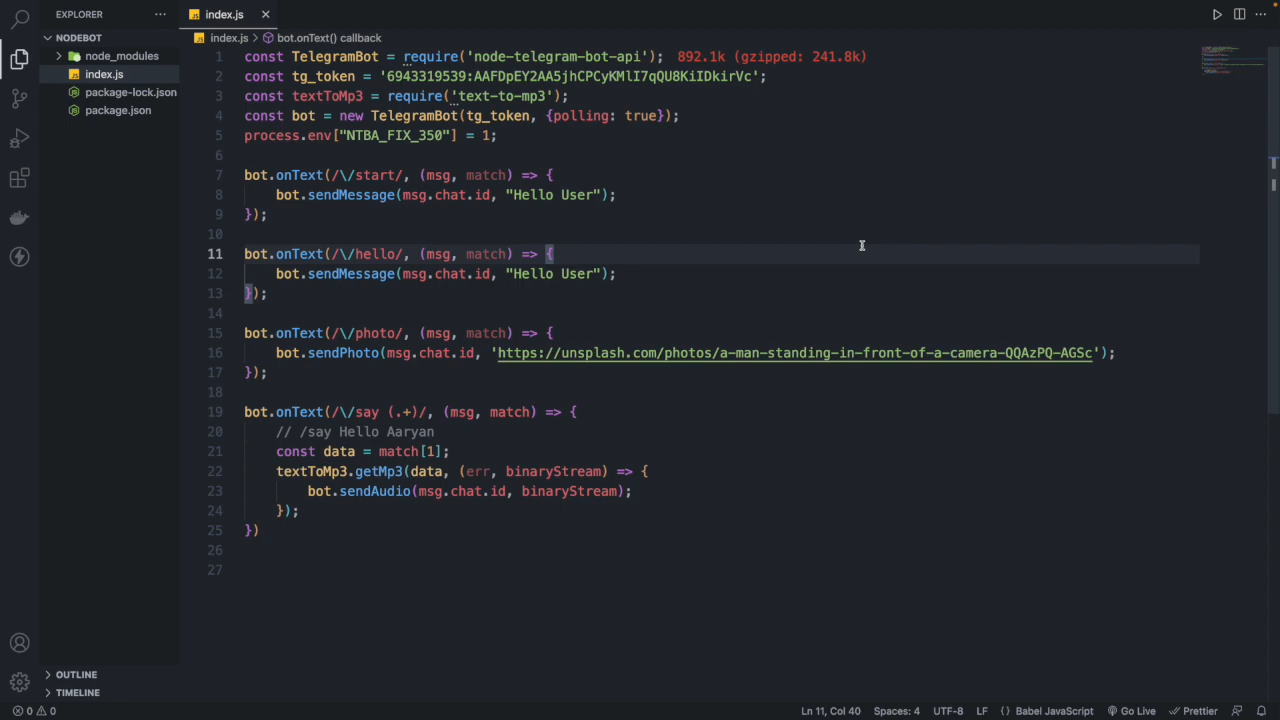 EXPLORER
NODEBOT
node_modules
index.js
package-lock.json
package.json
OUTLINE
TIMELINE
index.js
index.js > bot.onText() callback
1 const TelegramBot = require('node-telegram-bot-api'); 892.1k (gzipped: 241.8k)
2 const tg_token = '6943319539:AAFDpEY2AA5jhCPCyKMlI7qQU8KiIDkirVc';
3 const textToMp3 = require('text-to-mp3');
4 const bot = new TelegramBot(tg_token, {polling: true});
5 process.env["NTBA_FIX_350"] = 1;
6
7 bot.onText(/\/start/, (msg, match) => {
8 bot.sendMessage(msg.chat.id, "Hello User");
9 });
10
11 bot.onText(/\/hello/, (msg, match) => {
12 bot.sendMessage(msg.chat.id, "Hello User");
13 });
14
15 bot.onText(/\/photo/, (msg, match) => {
16 bot.sendPhoto(msg.chat.id, 'https://unsplash.com/photos/a-man-standing-in-front-of-a-camera-QQAzPQ-AGSc');
17 });
18
19 bot.onText(/\/say (.+)/, (msg, match) => {
20 // /say Hello Aaryan
21 const data = match[1];
22 textToMp3.getMp3(data, (err, binaryStream) => {
23 bot.sendAudio(msg.chat.id, binaryStream);
24 });
25 })
26
27
0 0
Ln 11, Col 40 Spaces: 4 UTF-8 LF {} Babel JavaScript Go Live Prettier